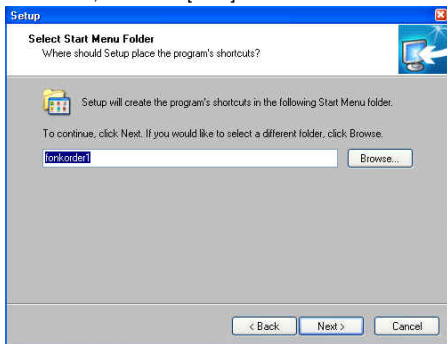 Setup
Select Start Menu Folder
Where should Setup place the program's shortcuts?
Setup will create the program's shortcuts in the following Start Menu folder.
To continue, click Next. If you would like to select a different folder, click Browse.
fonkorder1
Browse...
< Back
Next >
Cancel